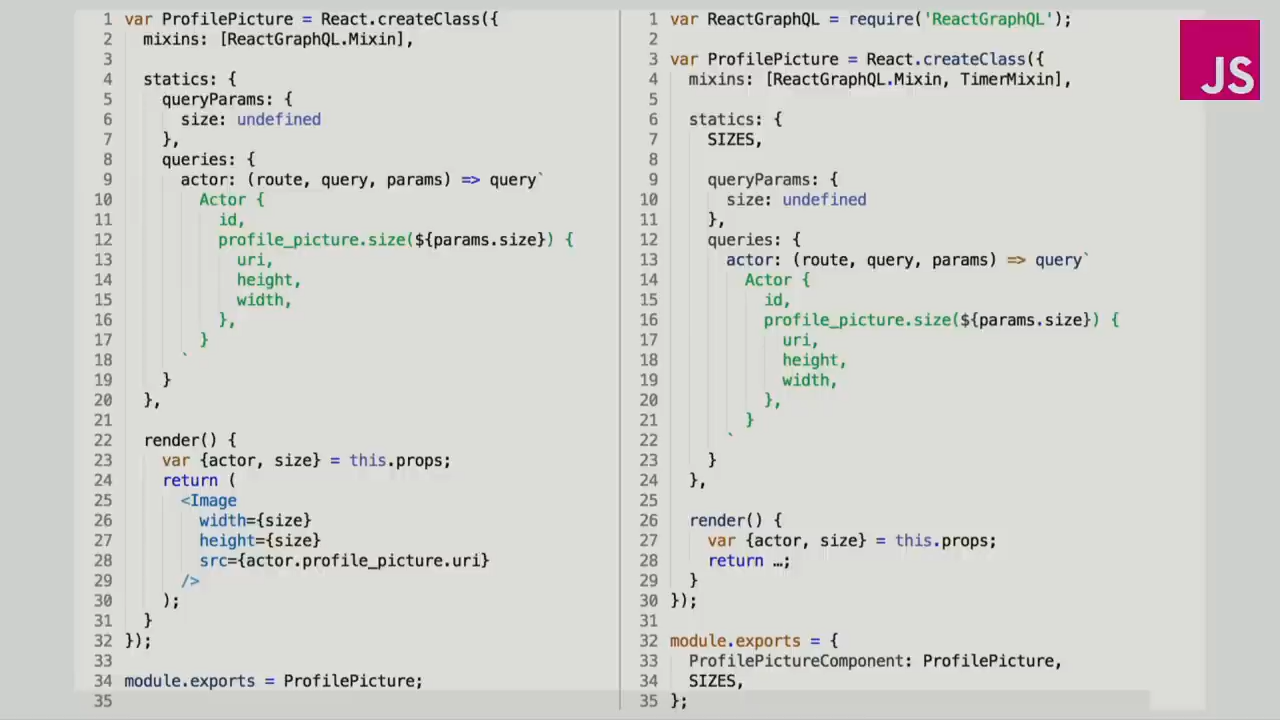 1 var ProfilePicture = React.createClass({
2   mixins: [ReactGraphQL.Mixin],
3
4   statics: {
5     queryParams: {
6       size: undefined
7     },
8     queries: {
9       actor: (route, query, params) => query`
10         Actor {
11           id,
12           profile_picture.size(${params.size}) {
13             uri,
14             height,
15             width,
16           },
17         }
18       `
19     }
20   },
21
22   render() {
23     var {actor, size} = this.props;
24     return (
25       <Image
26         width={size}
27         height={size}
28         src={actor.profile_picture.uri}
29       />
30     );
31   }
32 });
33
34 module.exports = ProfilePicture;
35
1 var ReactGraphQL = require('ReactGraphQL');
2
3 var ProfilePicture = React.createClass({
4   mixins: [ReactGraphQL.Mixin, TimerMixin],
5
6   statics: {
7     SIZES,
8
9     queryParams: {
10       size: undefined
11     },
12     queries: {
13       actor: (route, query, params) => query`
14         Actor {
15           id,
16           profile_picture.size(${params.size}) {
17             uri,
18             height,
19             width,
20           },
21         }
22       `
23     }
24   },
25
26   render() {
27     var {actor, size} = this.props;
28     return …;
29   }
30 });
31
32 module.exports = {
33   ProfilePictureComponent: ProfilePicture,
34   SIZES,
35 };
JS